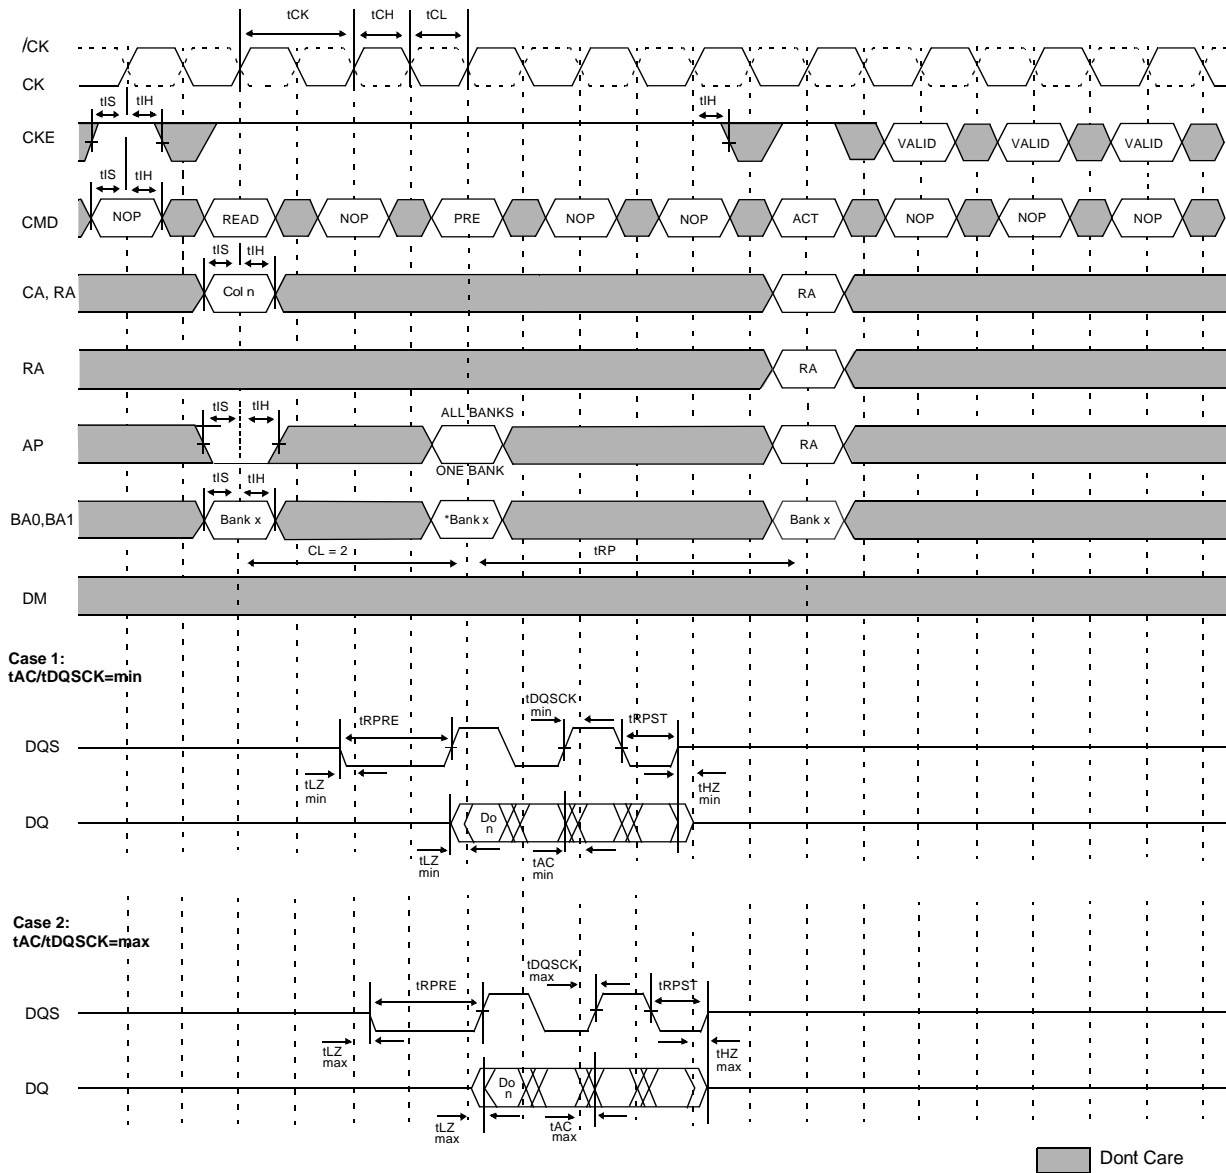 tCK tCH tCL
/CK
CK
tIS tIH tIH
CKE VALID VALID VALID
tIS tIH
CMD NOP READ NOP PRE NOP NOP ACT NOP NOP NOP
tIS tIH
CA, RA Col n RA
RA RA
ALL BANKS
tIS tIH
AP RA
ONE BANK
tIS tIH
BA0,BA1 Bank x *Bank x Bank x
CL = 2 tRP
DM
Case 1:
tAC/tDQSCK=min
tDQSCK
min
tRPRE tRPST
DQS
tLZ
min
tHZ
min
DQ Do
n
tLZ
min
tAC
min
Case 2:
tAC/tDQSCK=max
tDQSCK
max
tRPRE tRPST
DQS
tLZ
max
tHZ
max
DQ Do
n
tLZ
max
tAC
max
Dont Care